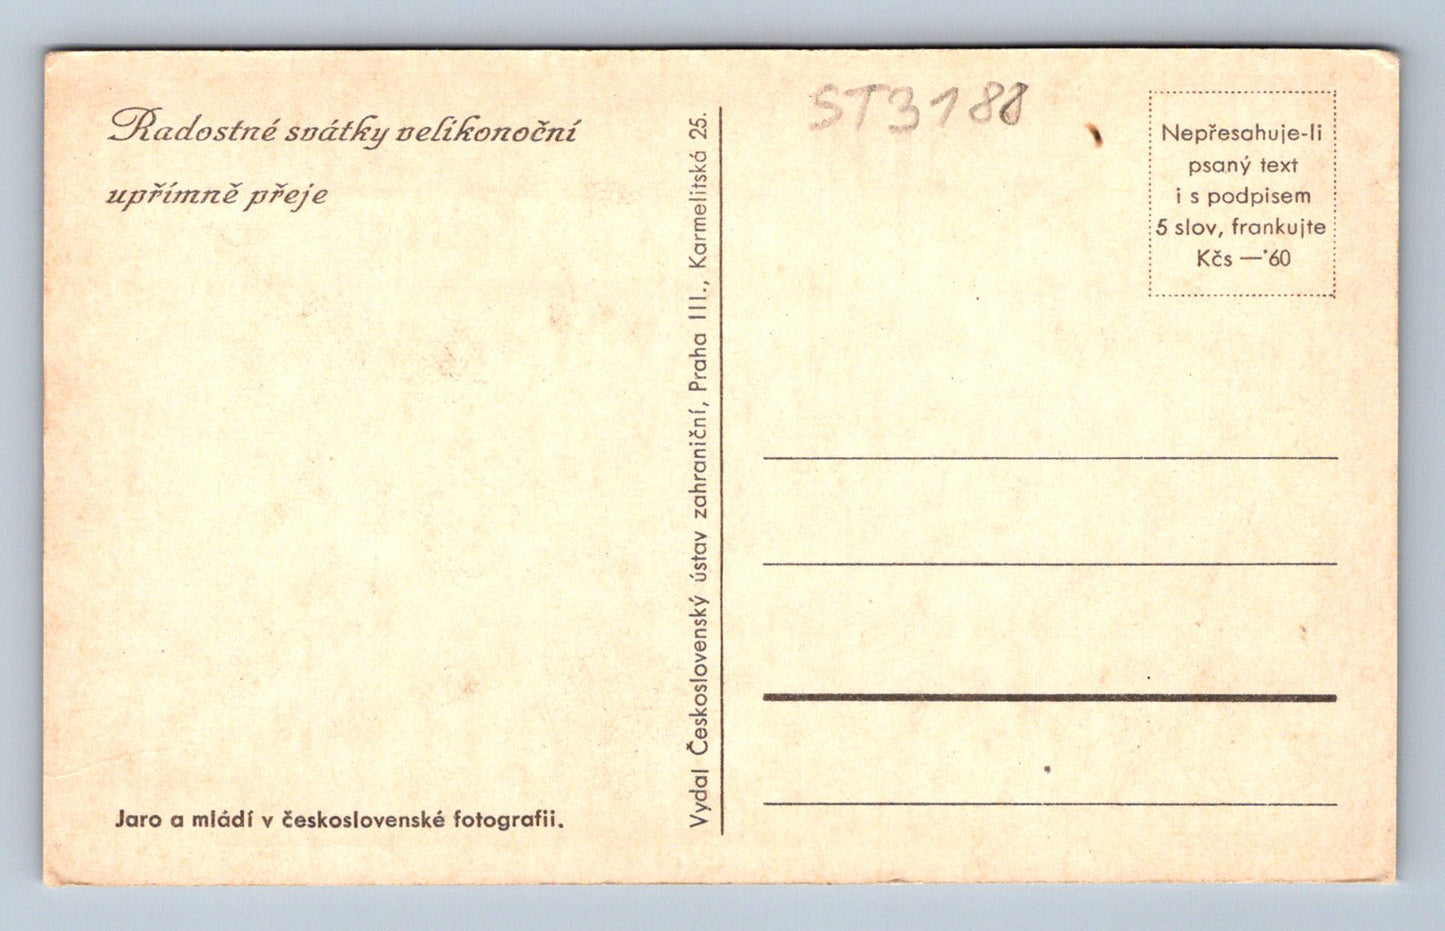 Radostné svátky velikonoční
upřímně přeje
Jaro a mládí v československé fotografii.
Vydal Československý ústav zahraniční, Praha III., Karmelitská 25.
ST3188
Nepřesahuje-li
psaný text
i s podpisem
5 slov, frankujte
Kčs —·60